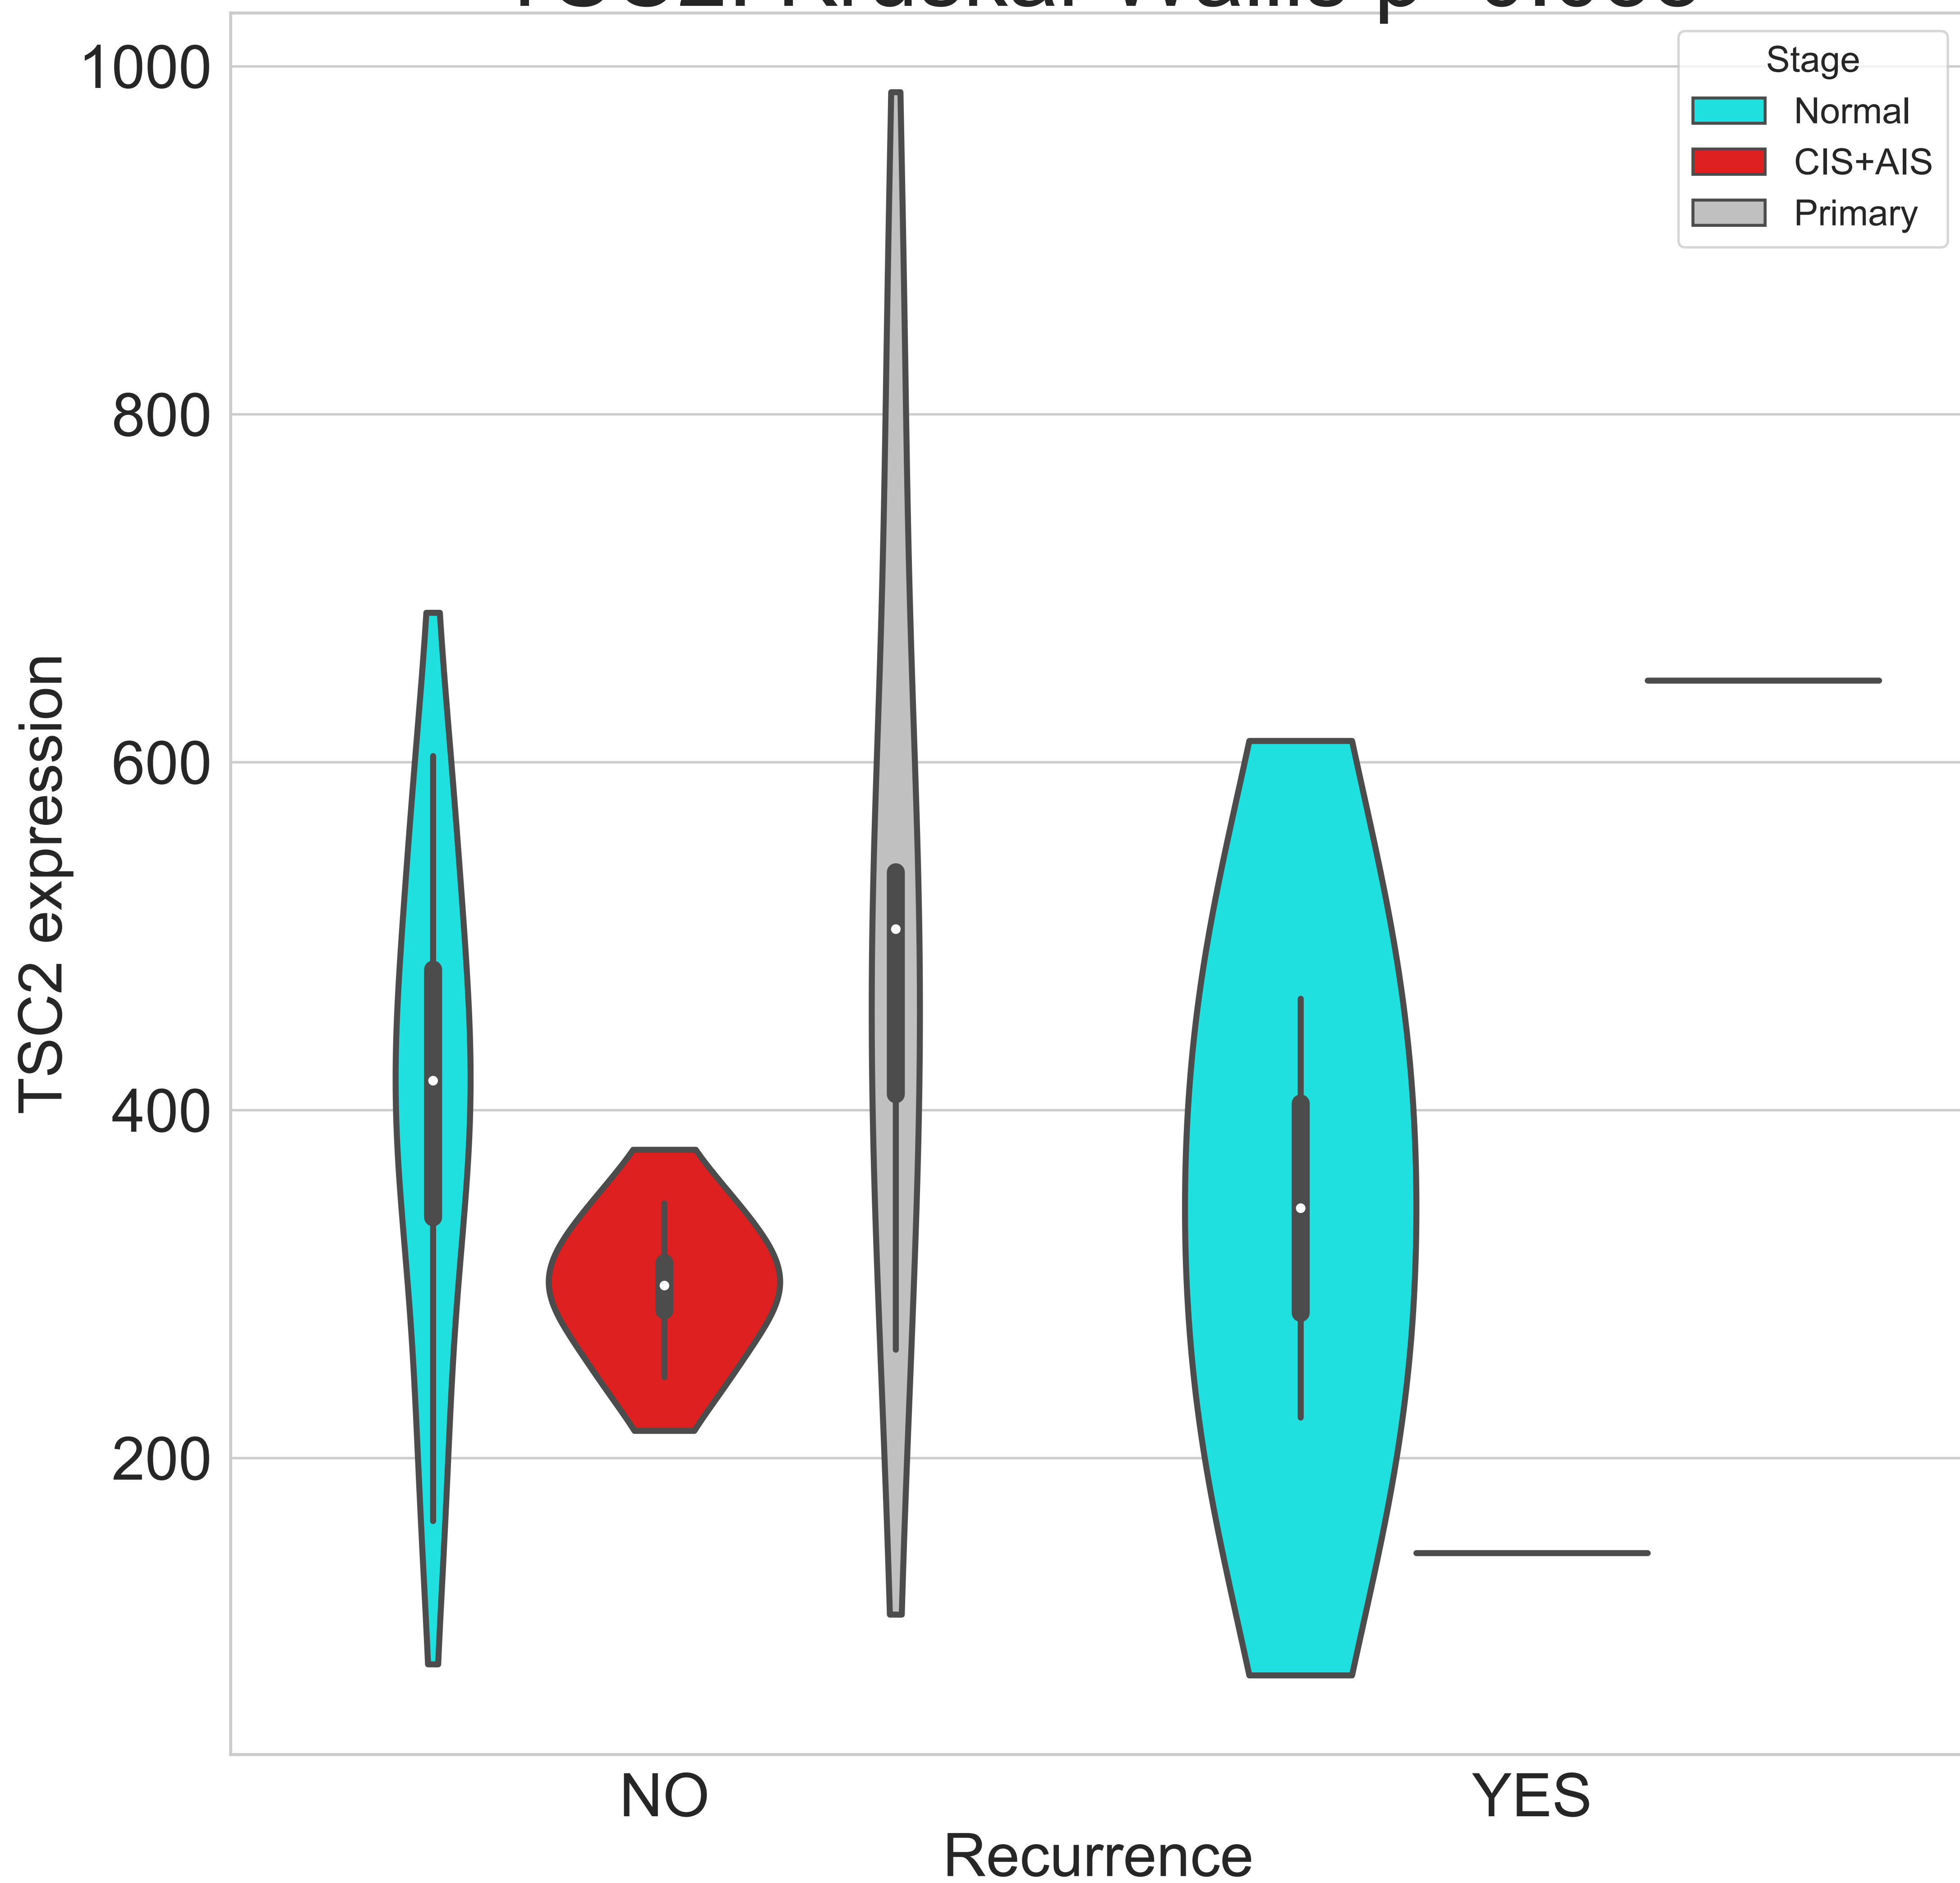 1000
800
600
400
200
TSC2 expression
Stage
Normal
CIS+AIS
Primary
NO
YES
Recurrence